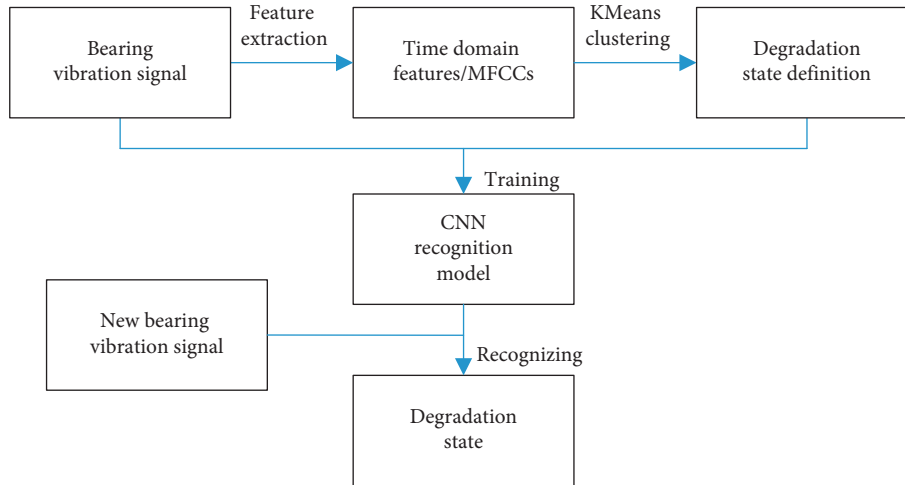 Bearing
vibration signal
Feature
extraction
Time domain
features/MFCCs
KMeans
clustering
Degradation
state definition
Training
CNN
recognition
model
New bearing
vibration signal
Recognizing
Degradation
state